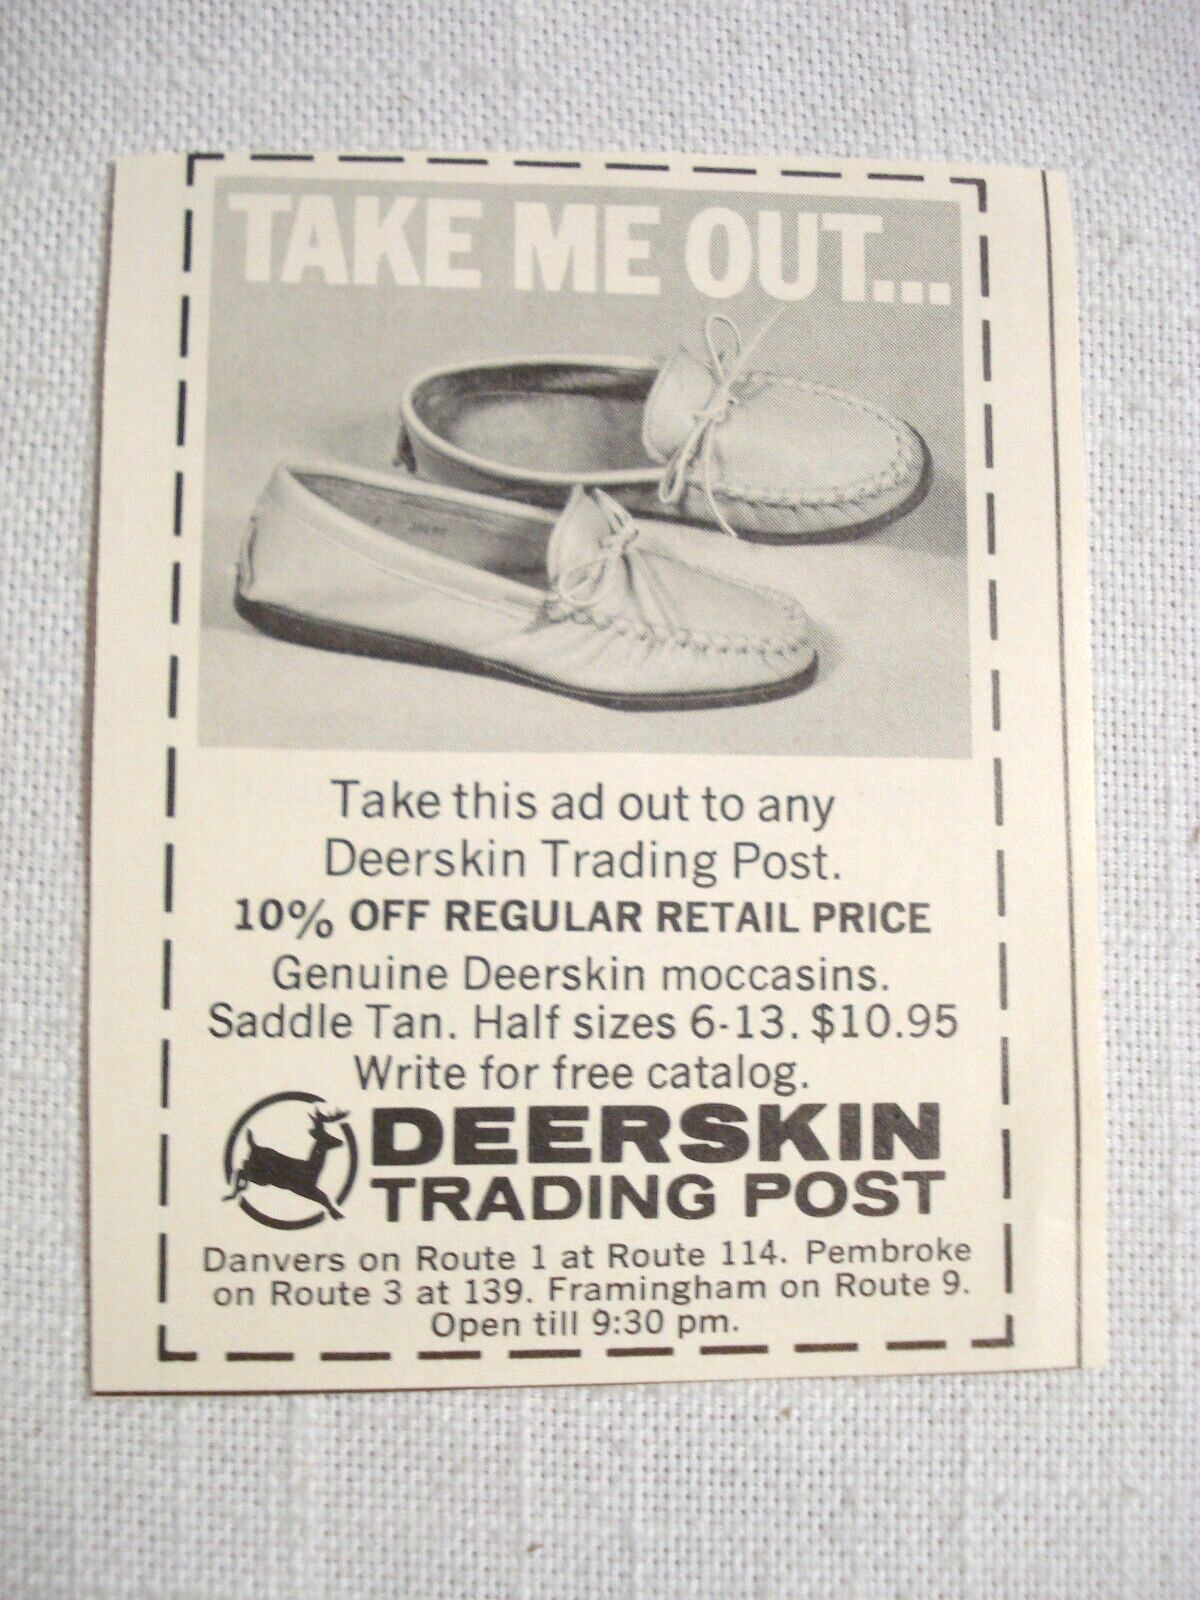 TAKE ME OUT...
Take this ad out to any
Deerskin Trading Post.
10% OFF REGULAR RETAIL PRICE
Genuine Deerskin moccasins.
Saddle Tan. Half sizes 6-13. $10.95
Write for free catalog.
DEERSKIN
TRADING POST
Danvers on Route 1 at Route 114. Pembroke
on Route 3 at 139. Framingham on Route 9.
Open till 9:30 pm.